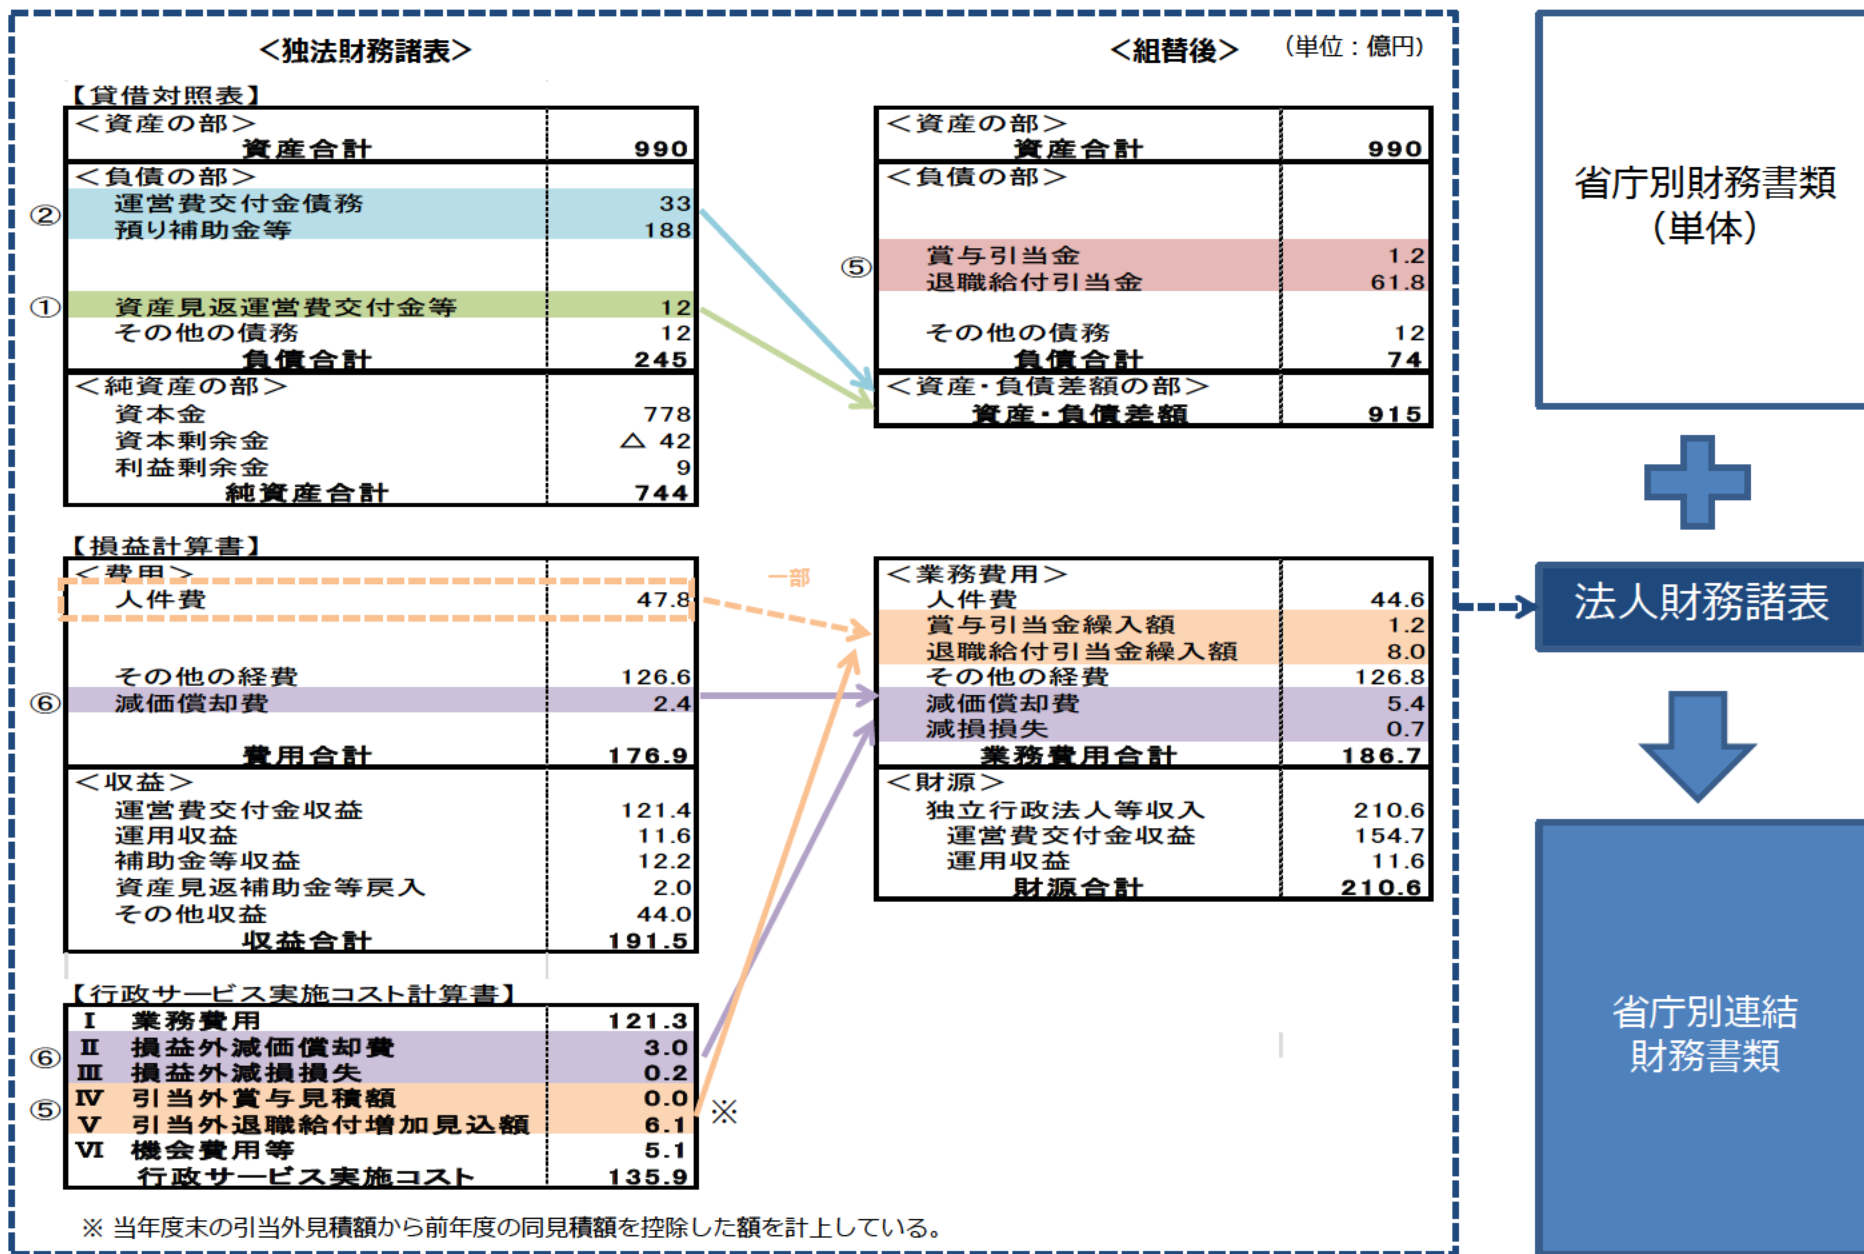 ＜独法財務諸表＞
＜組替後＞ （単位：億円）
【貸借対照表】
＜資産の部＞
資産合計 990
＜負債の部＞
② 運営費交付金債務 33
預り補助金等 188
① 資産見返運営費交付金等 12
その他の債務 12
負債合計 245
＜純資産の部＞
資本金 778
資本剰余金 △ 42
利益剰余金 9
純資産合計 744
＜資産の部＞
資産合計 990
＜負債の部＞
⑤ 賞与引当金 1.2
退職給付引当金 61.8
その他の債務 12
負債合計 74
＜資産・負債差額の部＞
資産・負債差額 915
【損益計算書】
＜費用＞
人件費 47.8
その他の経費 126.6
⑥ 減価償却費 2.4
費用合計 176.9
＜収益＞
運営費交付金収益 121.4
運用収益 11.6
補助金等収益 12.2
資産見返補助金等戻入 2.0
その他収益 44.0
収益合計 191.5
一部
＜業務費用＞
人件費 44.6
賞与引当金繰入額 1.2
退職給付引当金繰入額 8.0
その他の経費 126.8
減価償却費 5.4
減損損失 0.7
業務費用合計 186.7
＜財源＞
独立行政法人等収入 210.6
運営費交付金収益 154.7
運用収益 11.6
財源合計 210.6
【行政サービス実施コスト計算書】
Ⅰ 業務費用 121.3
⑥ Ⅱ 損益外減価償却費 3.0
Ⅲ 損益外減損損失 0.2
⑤ Ⅳ 引当外賞与見積額 0.0
Ⅴ 引当外退職給付増加見込額 6.1 ※
Ⅵ 機会費用等 5.1
行政サービス実施コスト 135.9
※ 当年度末の引当外見積額から前年度の同見積額を控除した額を計上している。
省庁別財務書類
（単体）
法人財務諸表
省庁別連結
財務書類